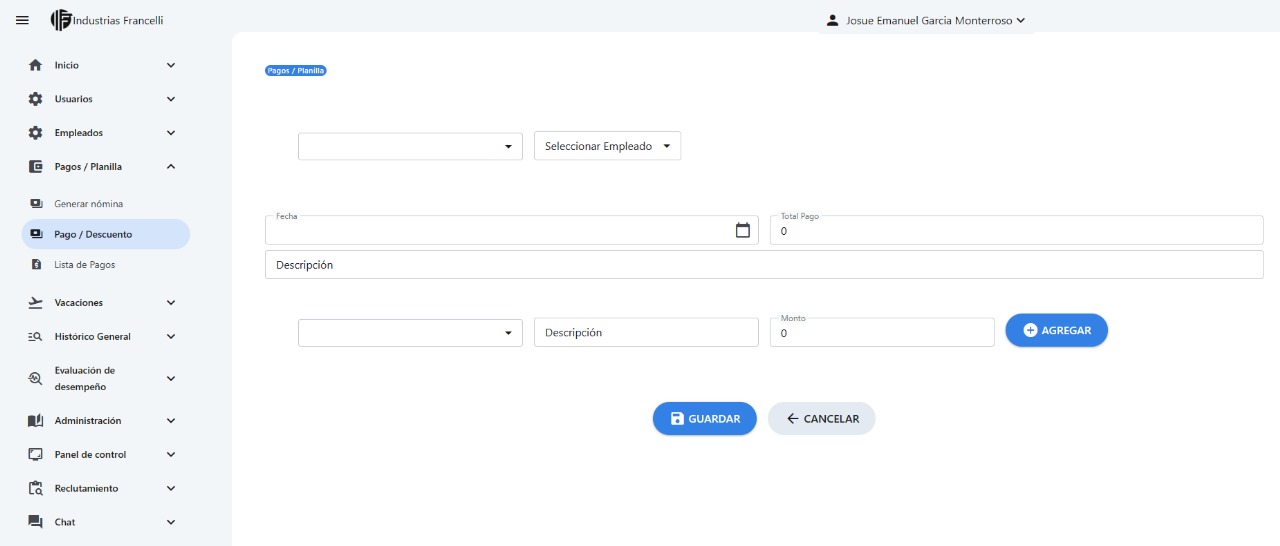 Industrias Francelli
Josue Emanuel Garcia Monterroso
Inicio
Usuarios
Empleados
Pagos / Planilla
Generar nómina
Pago / Descuento
Lista de Pagos
Vacaciones
Histórico General
Evaluación de
desempeño
Administración
Panel de control
Reclutamiento
Chat
Pagos / Planilla
Seleccionar Empleado
Fecha
Total Pago
0
Descripción
Descripción
Monto
0
AGREGAR
GUARDAR
CANCELAR